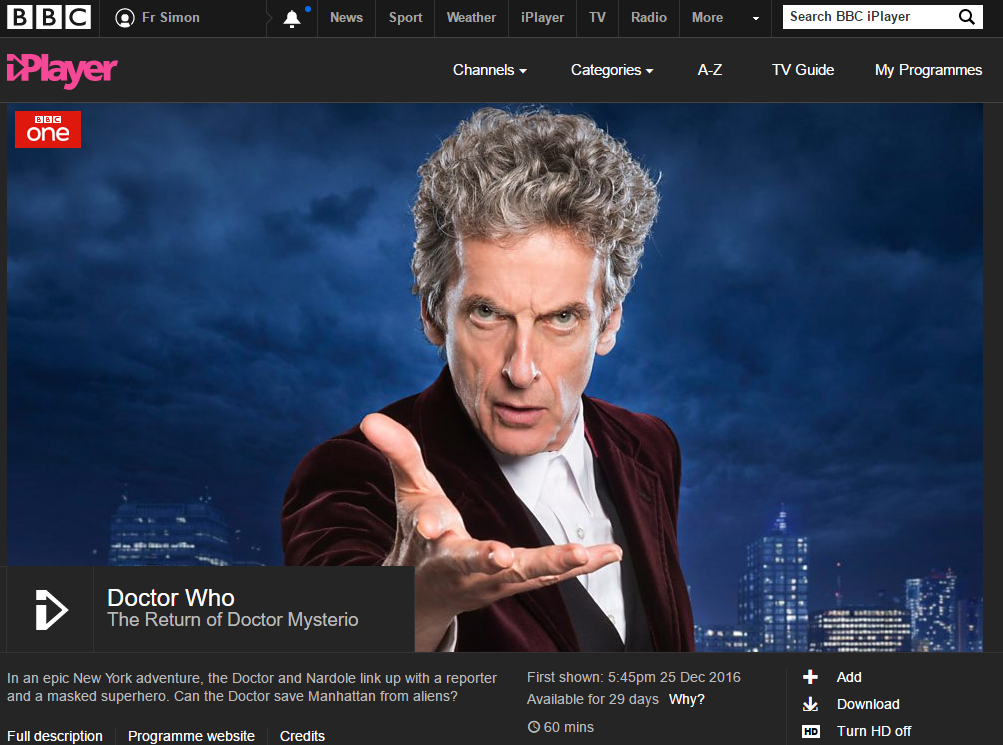 BBC
Fr Simon
News
Sport
Weather
iPlayer
TV
Radio
More
Search BBC iPlayer
iPlayer
Channels
Categories
A-Z
TV Guide
My Programmes
BBC
one
Doctor Who
The Return of Doctor Mysterio
In an epic New York adventure, the Doctor and Nardole link up with a reporter
and a masked superhero. Can the Doctor save Manhattan from aliens?
Full description
Programme website
Credits
First shown: 5:45pm 25 Dec 2016
Available for 29 days Why?
60 mins
Add
Download
HD Turn HD off